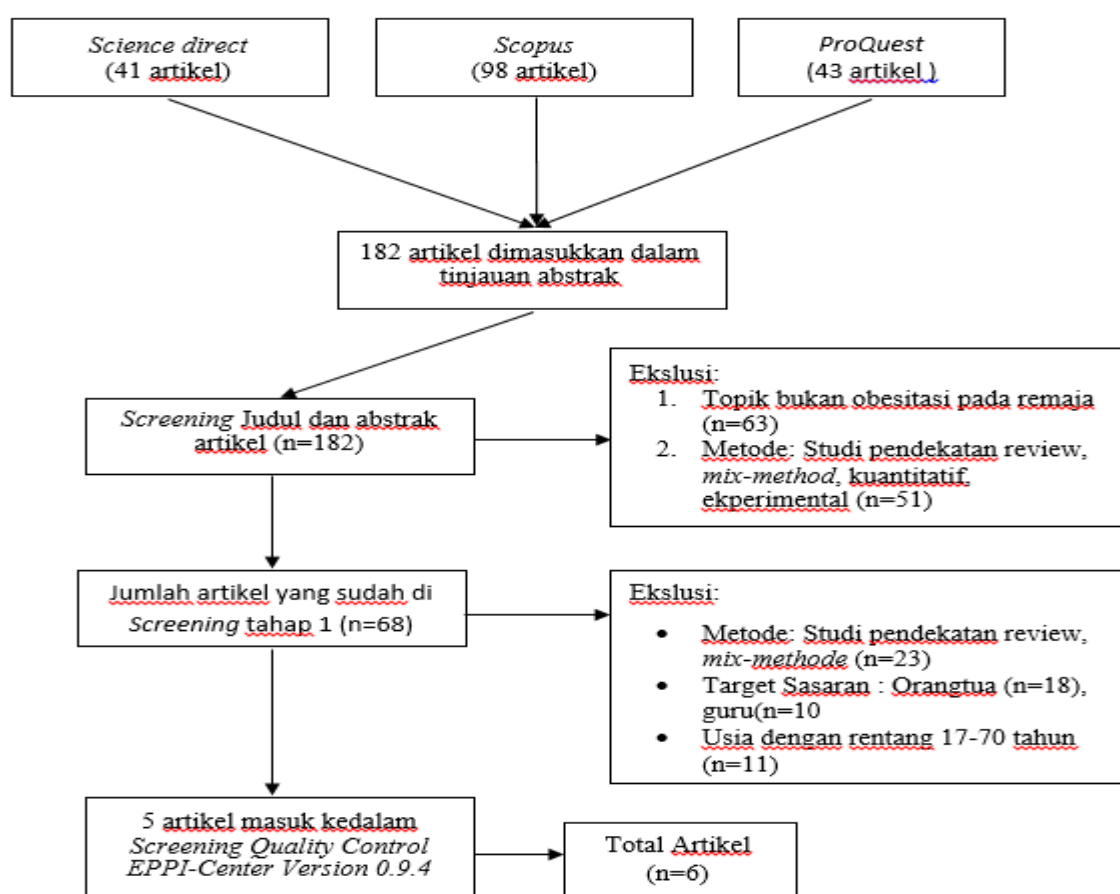 Science direct
(41 artikel)
Scopus
(98 artikel)
ProQuest
(43 artikel )
182 artikel dimasukkan dalam
tinjauan abstrak
Screening Judul dan abstrak
artikel (n=182)
Ekslusi:
1. Topik bukan obesitasi pada remaja
(n=63)
2. Metode: Studi pendekatan review,
mix-method, kuantitatif,
ekperimental (n=51)
Jumlah artikel yang sudah di
Screening tahap 1 (n=68)
Ekslusi:
• Metode: Studi pendekatan review,
mix-methode (n=23)
• Target Sasaran : Orangtua (n=18),
guru(n=10
• Usia dengan rentang 17-70 tahun
(n=11)
5 artikel masuk kedalam
Screening Quality Control
EPPI-Center Version 0.9.4
Total Artikel
(n=6)